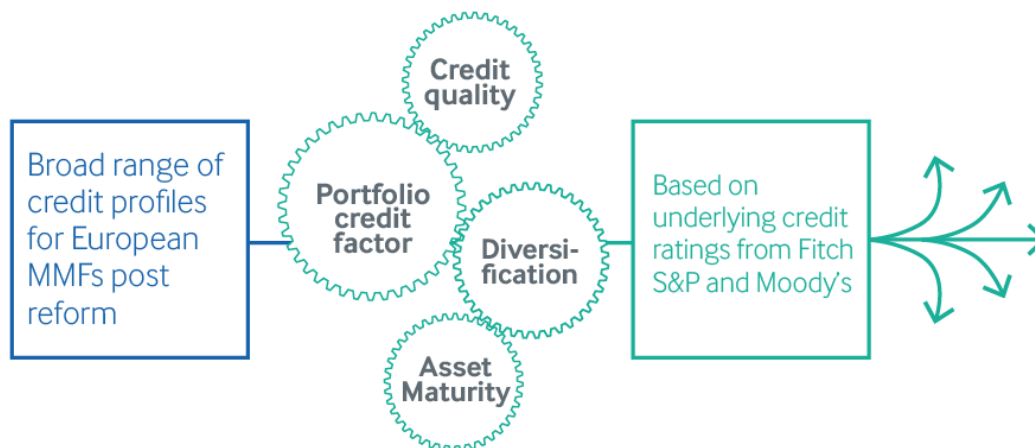 Broad range of
credit profiles
for European
MMFs post
reform
Credit
quality
Portfolio
credit
factor
Diversi-
fication
Asset
Maturity
Based on
underlying credit
ratings from Fitch
S&P and Moody's